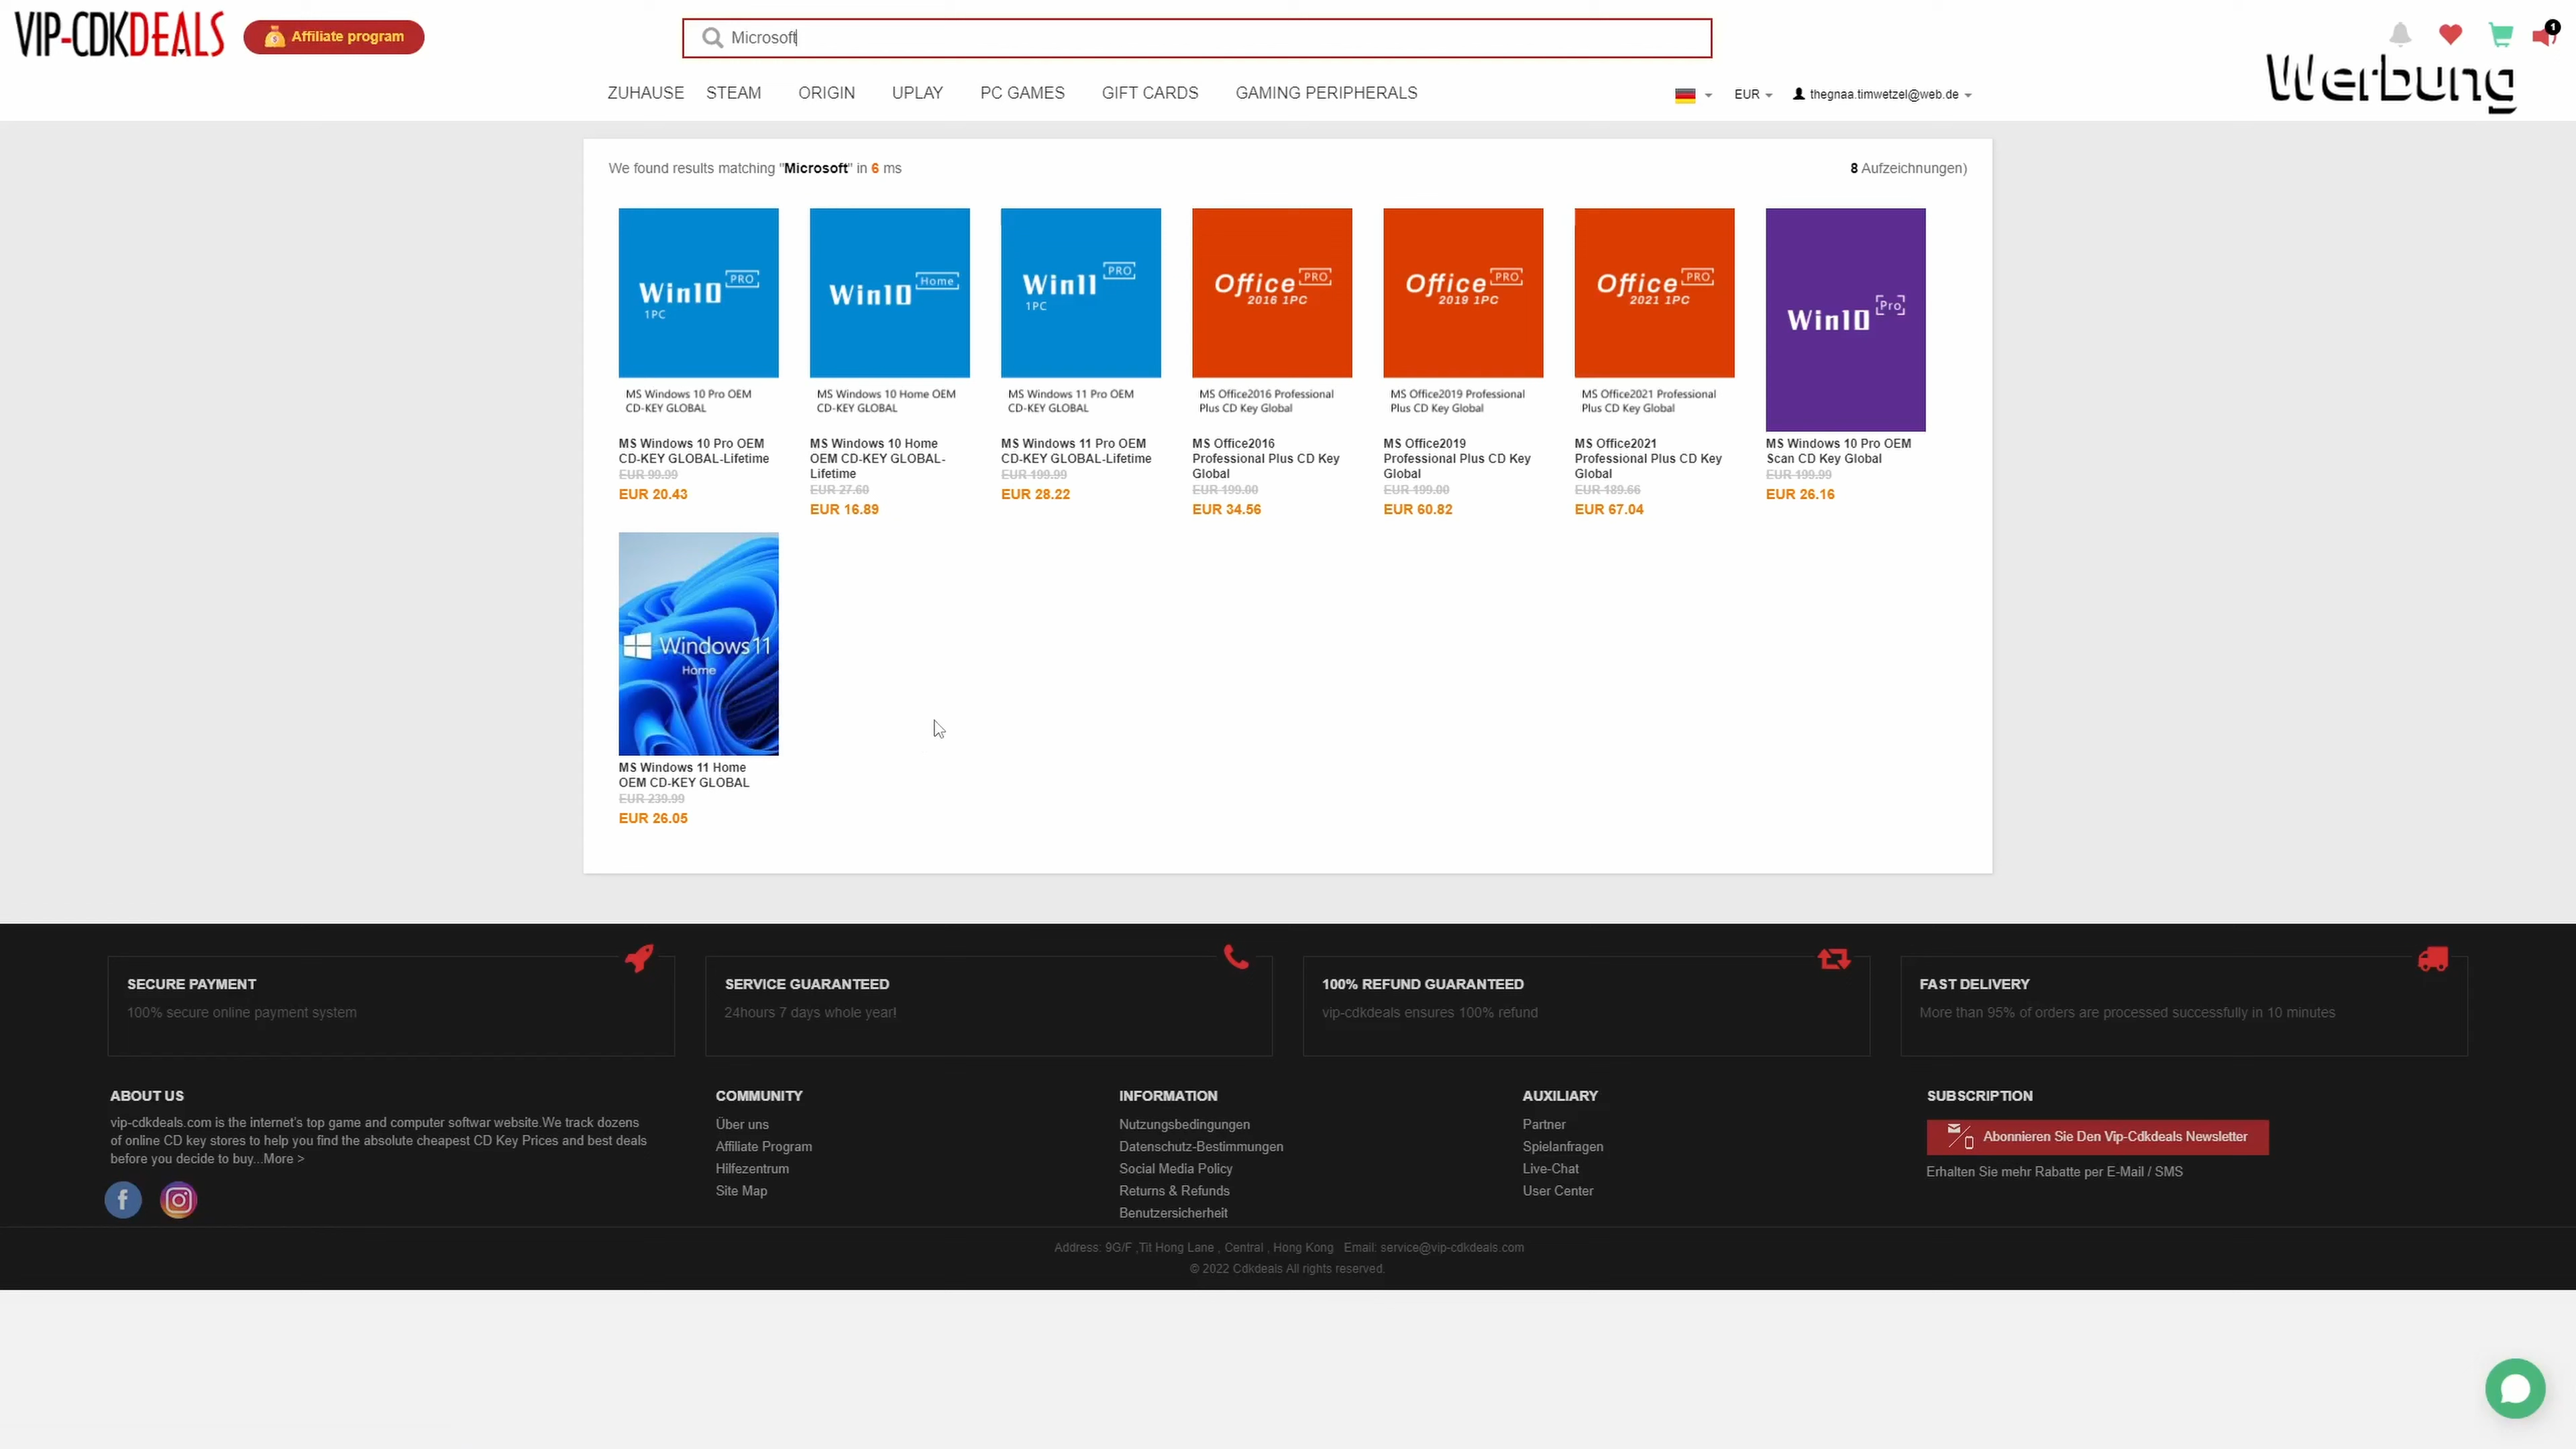 VIP-CDKDEALS
Affiliate program
Microsoft
1
Werbung
ZUHAUSE STEAM ORIGIN UPLAY PC GAMES GIFT CARDS GAMING PERIPHERALS
EUR thegnaa.timwetzel@web.de
We found results matching "Microsoft" in 6 ms
8 Aufzeichnungen)
Win10 PRO
1PC
MS Windows 10 Pro OEM
CD-KEY GLOBAL
MS Windows 10 Pro OEM
CD-KEY GLOBAL-Lifetime
EUR 99.99
EUR 20.43
Win10 Home
MS Windows 10 Home OEM
CD-KEY GLOBAL
MS Windows 10 Home
OEM CD-KEY GLOBAL-
Lifetime
EUR 27.60
EUR 16.89
Win11 PRO
1PC
MS Windows 11 Pro OEM
CD-KEY GLOBAL
MS Windows 11 Pro OEM
CD-KEY GLOBAL-Lifetime
EUR 199.99
EUR 28.22
Office PRO
2016 1PC
MS Office2016 Professional
Plus CD Key Global
MS Office2016
Professional Plus CD Key
Global
EUR 199.00
EUR 34.56
Office PRO
2019 1PC
MS Office2019 Professional
Plus CD Key Global
MS Office2019
Professional Plus CD Key
Global
EUR 199.00
EUR 60.82
Office PRO
2021 1PC
MS Office2021 Professional
Plus CD Key Global
MS Office2021
Professional Plus CD Key
Global
EUR 189.66
EUR 67.04
Win10 Pro
MS Windows 10 Pro OEM
Scan CD Key Global
EUR 199.99
EUR 26.16
Windows 11
Home
MS Windows 11 Home
OEM CD-KEY GLOBAL
EUR 239.99
EUR 26.05
SECURE PAYMENT
100% secure online payment system
SERVICE GUARANTEED
24hours 7 days whole year!
100% REFUND GUARANTEED
vip-cdkdeals ensures 100% refund
FAST DELIVERY
More than 95% of orders are processed successfully in 10 minutes
ABOUT US
vip-cdkdeals.com is the internet's top game and computer softwar website.We track dozens
of online CD key stores to help you find the absolute cheapest CD Key Prices and best deals
before you decide to buy...More >
COMMUNITY
Über uns
Affiliate Program
Hilfezentrum
Site Map
INFORMATION
Nutzungsbedingungen
Datenschutz-Bestimmungen
Social Media Policy
Returns & Refunds
Benutzersicherheit
AUXILIARY
Partner
Spielanfragen
Live-Chat
User Center
SUBSCRIPTION
Abonnieren Sie Den Vip-Cdkdeals Newsletter
Erhalten Sie mehr Rabatte per E-Mail / SMS
Address: 9G/F ,Tit Hong Lane , Central , Hong Kong Email: service@vip-cdkdeals.com
© 2022 Cdkdeals All rights reserved.